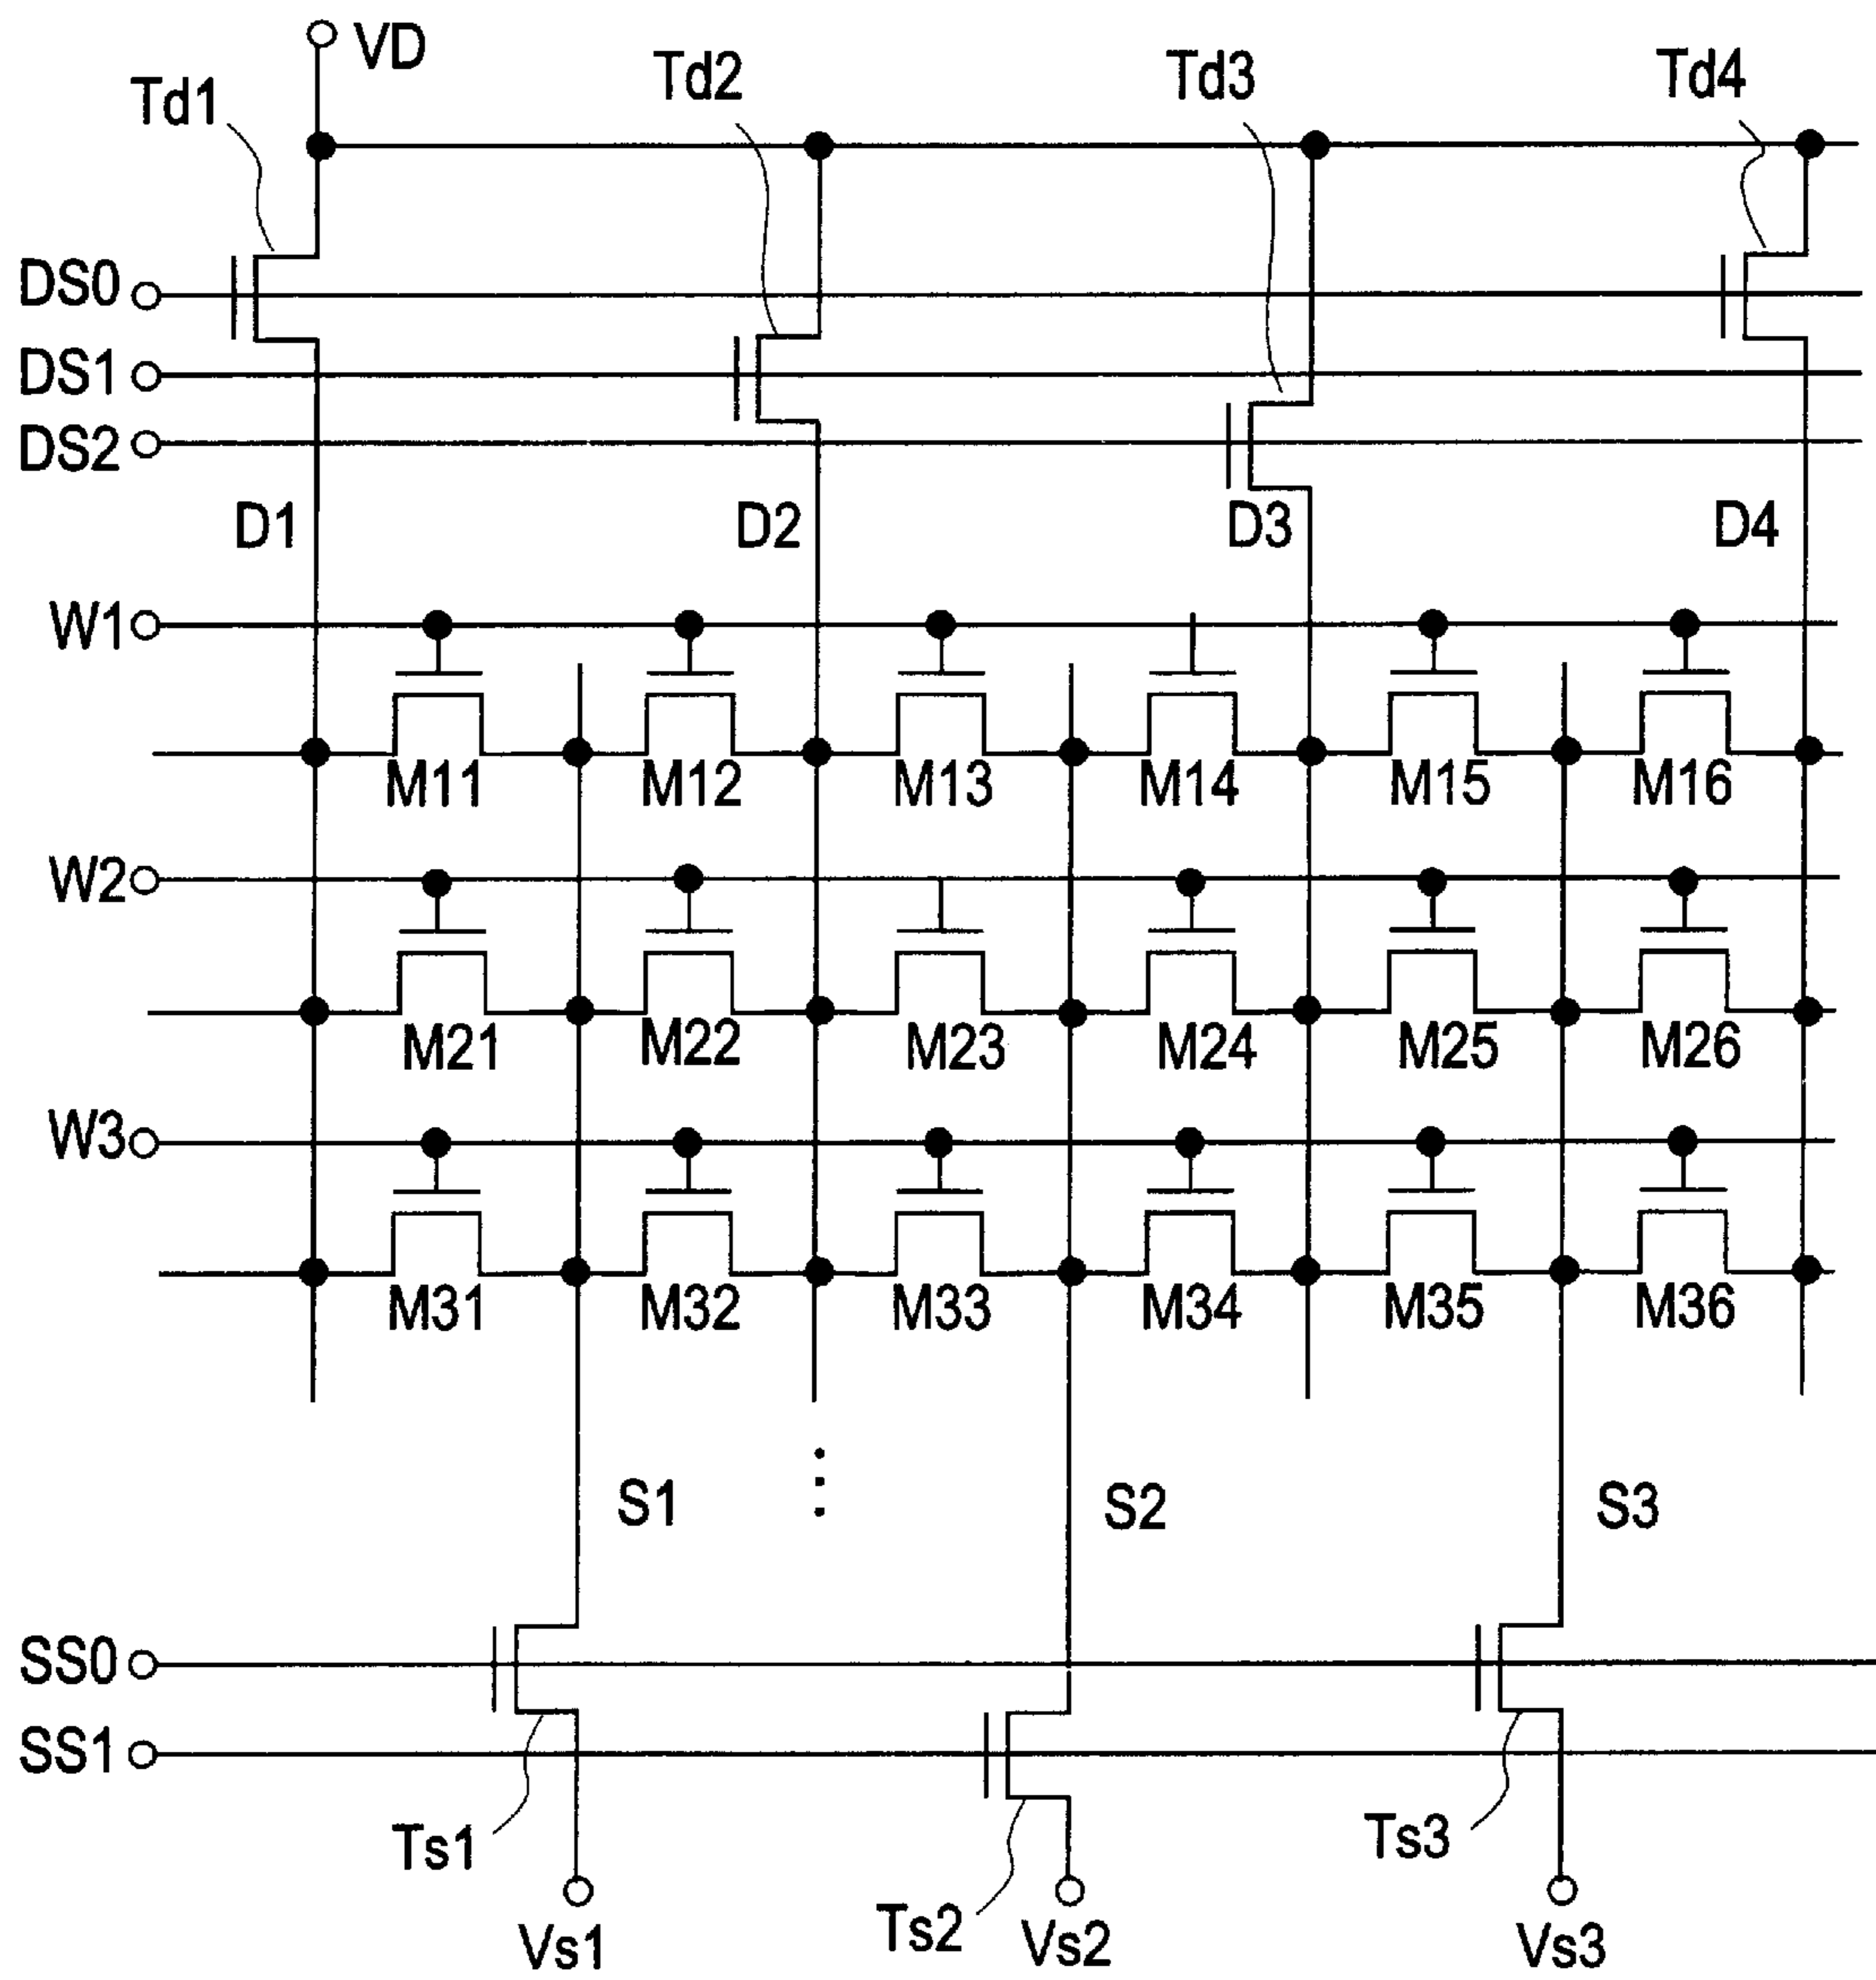 VD
Td1 Td2 Td3 Td4
DS0
DS1
DS2
D1 D2 D3 D4
W1
M11 M12 M13 M14 M15 M16
W2
M21 M22 M23 M24 M25 M26
W3
M31 M32 M33 M34 M35 M36
S1 S2 S3
SS0
SS1
Ts1 Ts2 Ts3
Vs1 Vs2 Vs3